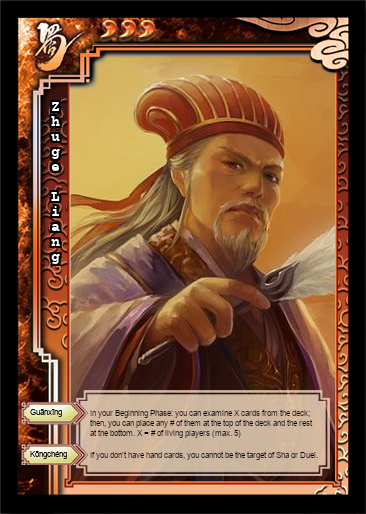 蜀
Zhuge Liang
Guānxīng
In your Beginning Phase: you can examine X cards from the deck;
then, you can place any # of them at the top of the deck and the rest
at the bottom. X = # of living players (max. 5)
Kōngchéng
If you don't have hand cards, you cannot be the target of Sha or Duel.